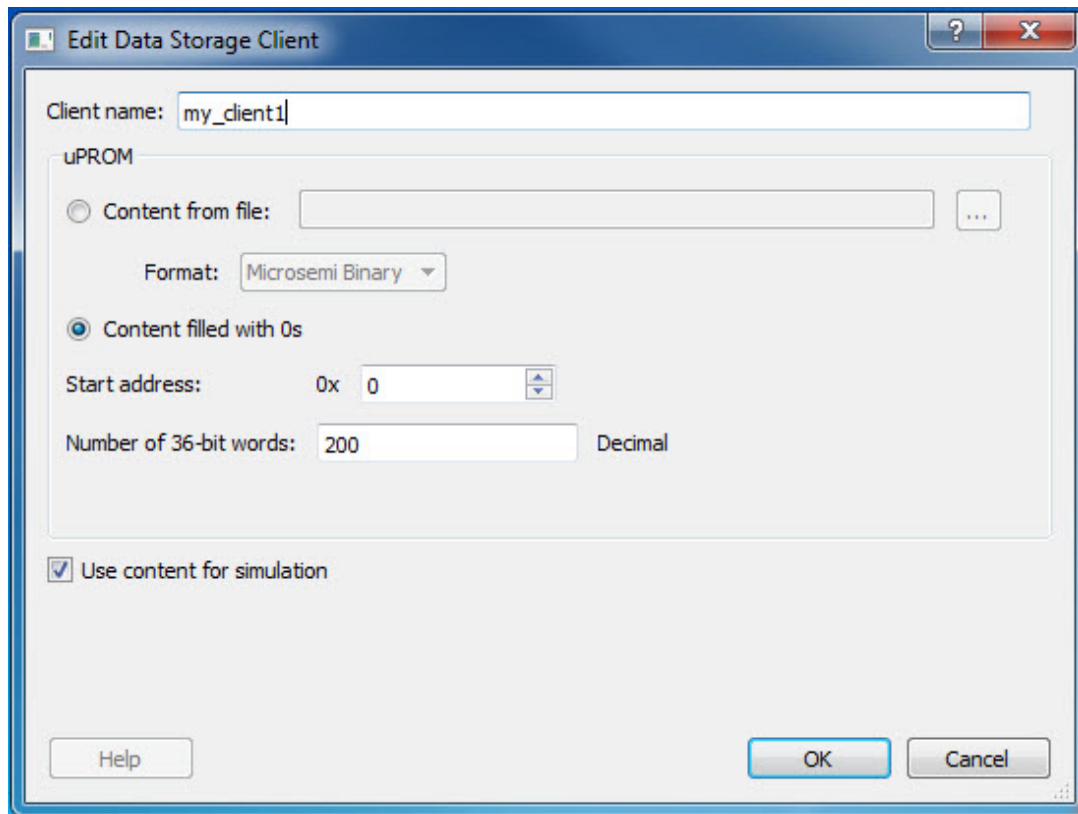 Edit Data Storage Client
?
X
Client name: my_client1
uPROM
Content from file: ...
Format: Microsemi Binary
Content filled with 0s
Start address: 0x 0
Number of 36-bit words: 200 Decimal
Use content for simulation
Help OK Cancel